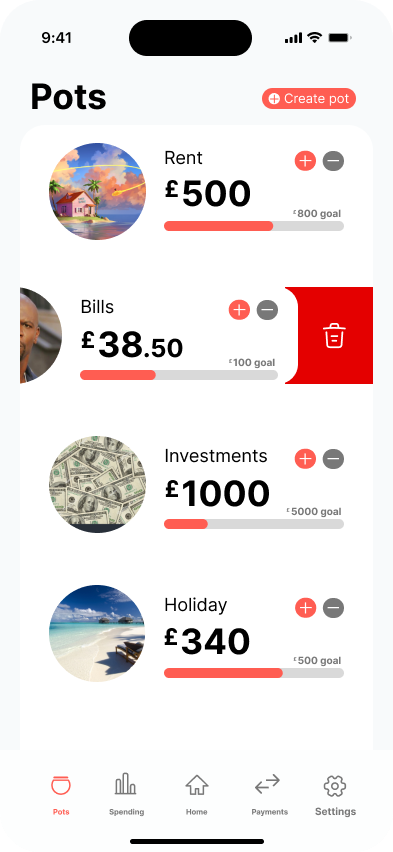 9:41
Pots
Create pot
Rent
£500
£800 goal
Bills
£38.50
£100 goal
Investments
£1000
£5000 goal
Holiday
£340
£500 goal
Pots Spending Home Payments Settings